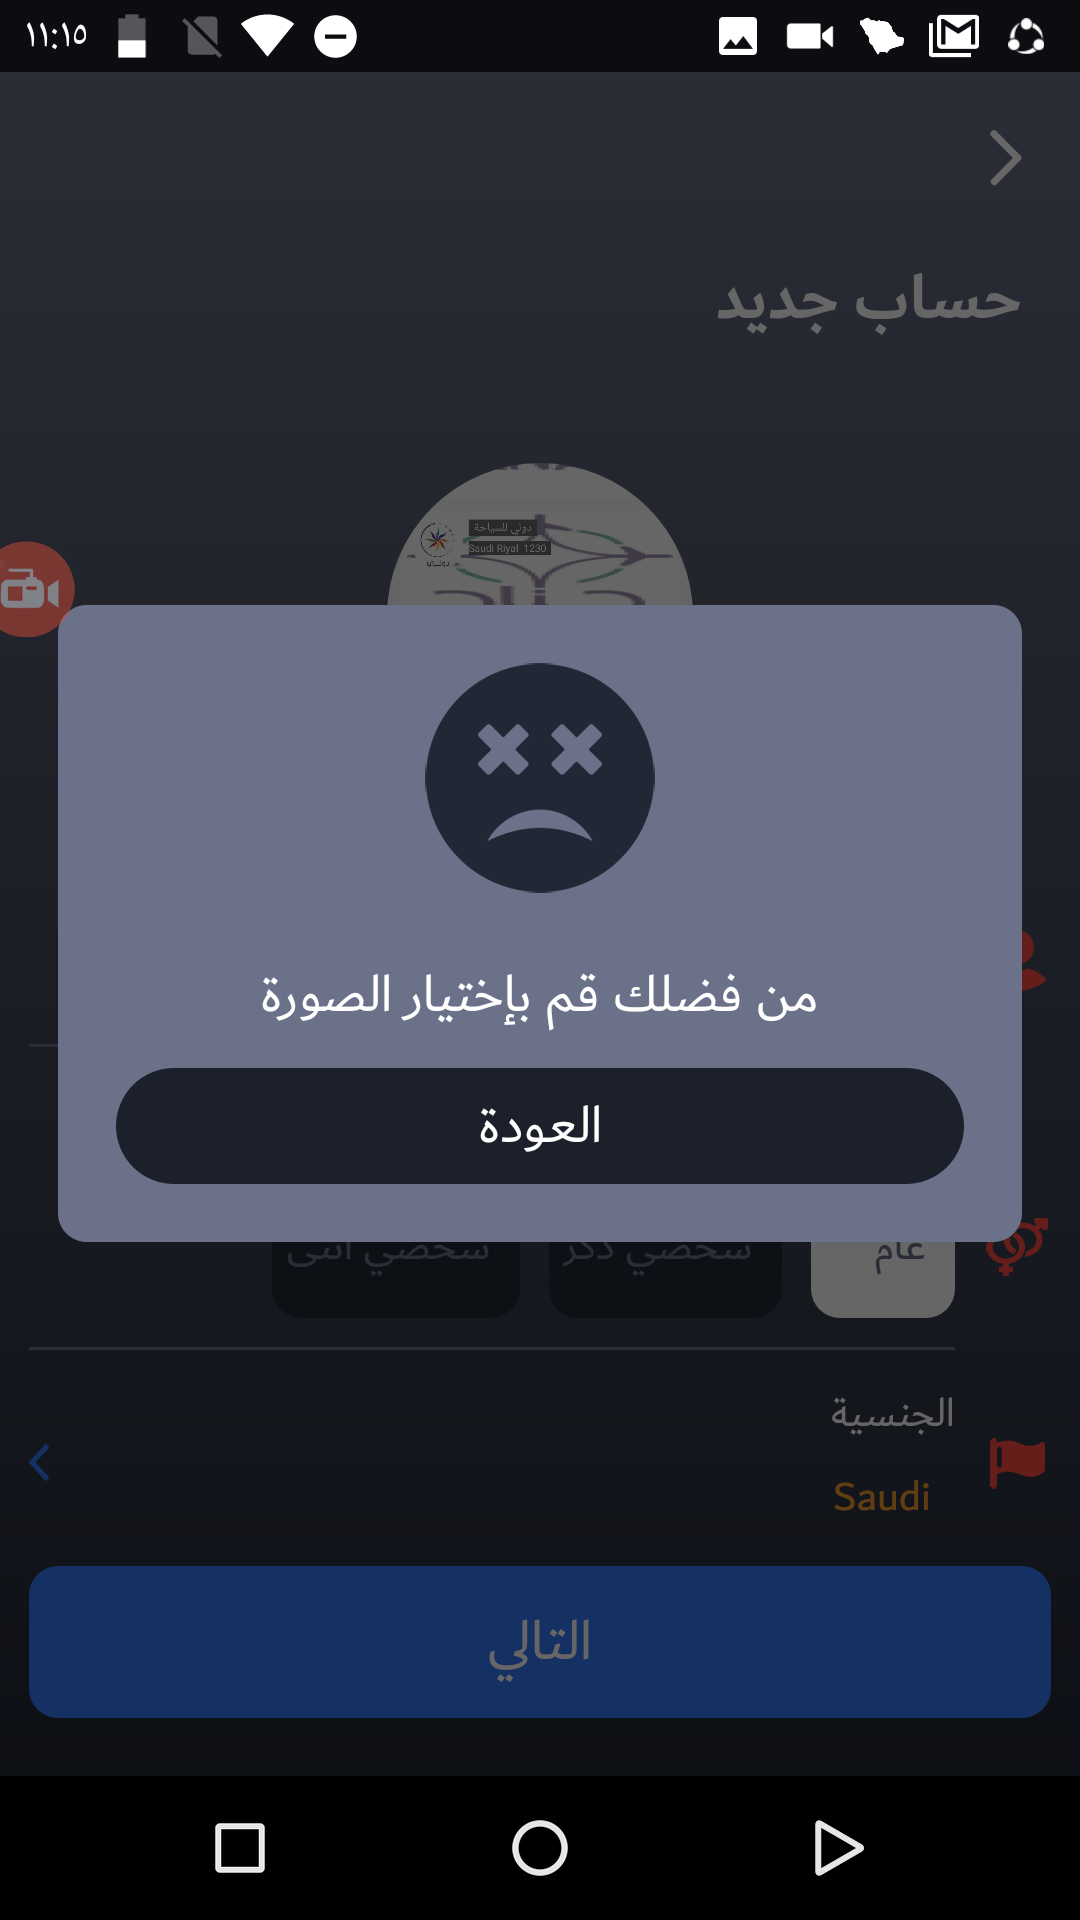 ١١:١٥
حساب جديد
دولي للسياحة
Saudi Riyal 1230
من فضلك قم بإختيار الصورة
العودة
عام
شخصي ذكر
شخصي انثى
الجنسية
Saudi
التالي